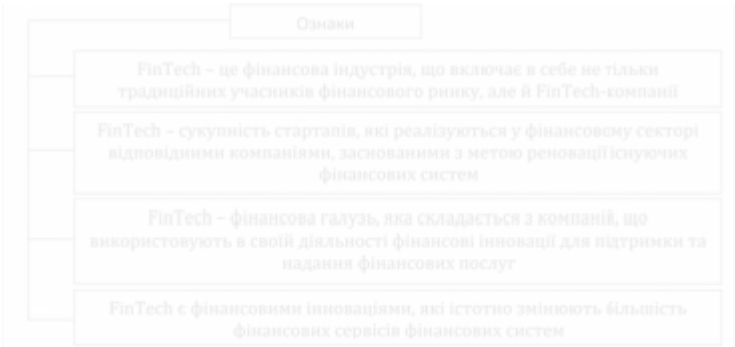 Ознаки
FinTech – це фінансова індустрія, що включає в себе не тільки
традиційних учасників фінансового ринку, але й FinTech-компанії
FinTech – сукупність стартапів, які реалізуються у фінансовому секторі
відповідними компаніями, заснованими з метою реновації існуючих
фінансових систем
FinTech – фінансова галузь, яка складається з компаній, що
використовують в своїй діяльності фінансові інновації для підтримки та
надання фінансових послуг
FinTech є фінансовими інноваціями, які істотно змінюють більшість
фінансових сервісів фінансових систем